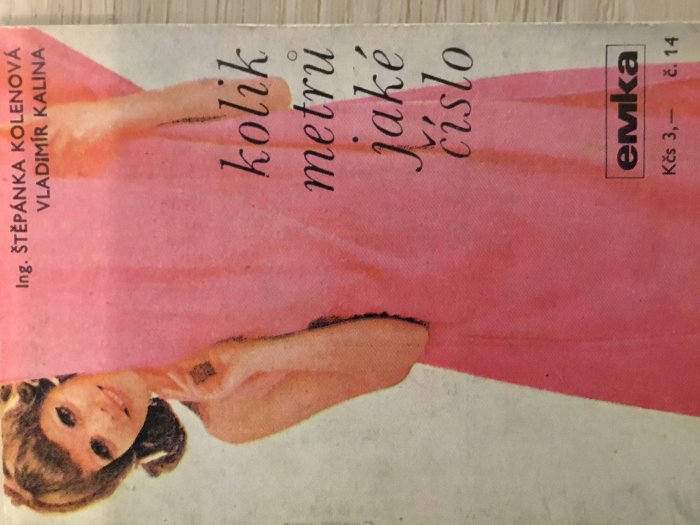 Ing. ŠTĚPÁNKA KOLENOVÁ
VLADIMÍR KALINA
kolik
metrů
jaké
číslo
emka
Kčs 3,— č. 14